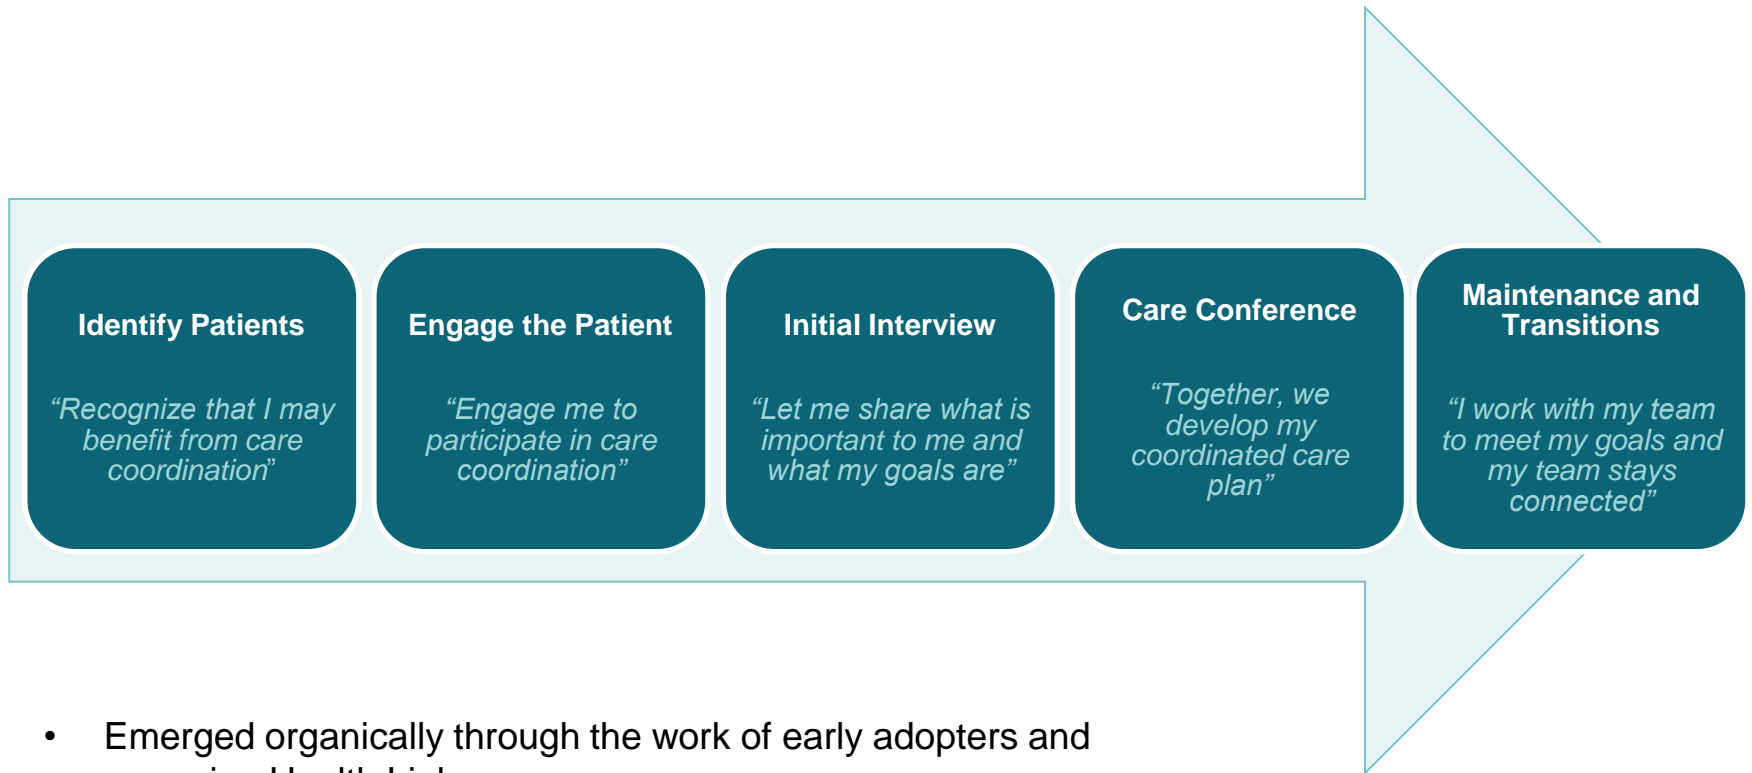 Identify Patients
“Recognize that I may
benefit from care
coordination”
Engage the Patient
“Engage me to
participate in care
coordination”
Initial Interview
“Let me share what is
important to me and
what my goals are”
Care Conference
“Together, we
develop my
coordinated care
plan”
Maintenance and
Transitions
“I work with my team
to meet my goals and
my team stays
connected”
• Emerged organically through the work of early adopters and